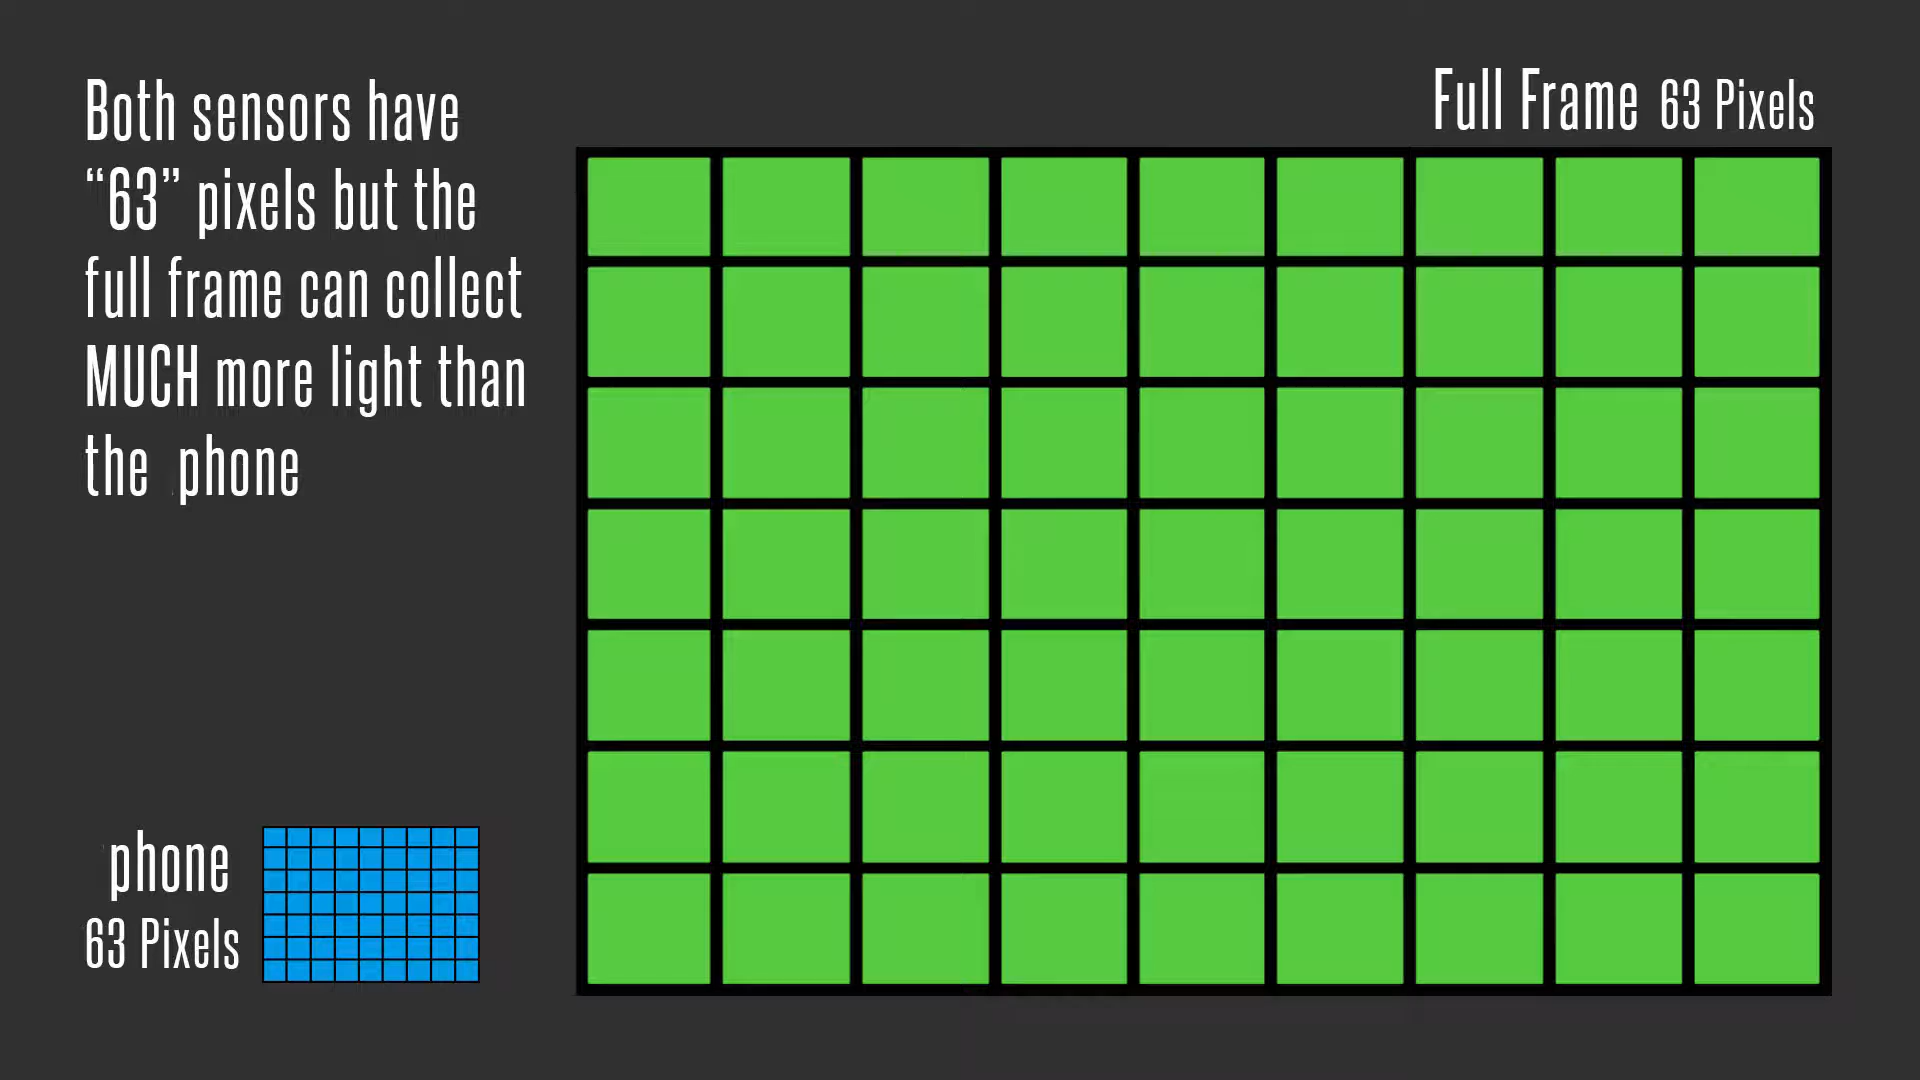 Both sensors have
“63” pixels but the
full frame can collect
MUCH more light than
the phone
Full Frame 63 Pixels
phone
63 Pixels